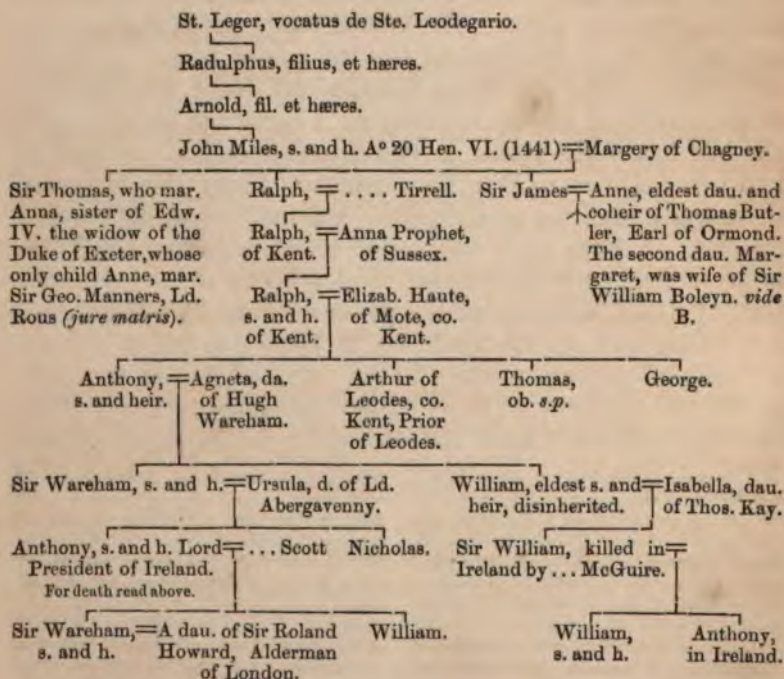 St. Leger, vocatus de Ste. Leodegario.
Radulphus, filius, et hæres.
Arnold, fil. et hæres.
John Miles, s. and h. Aº 20 Hen. VI. (1441) Margery of Chagney.
Sir Thomas, who mar. Anna, sister of Edw. IV. the widow of the Duke of Exeter, whose only child Anne, mar. Sir Geo. Manners, Ld. Rous (jure matris).
Ralph, .... Tirrell.
Sir James Anne, eldest dau. and coheir of Thomas Butler, Earl of Ormond. The second dau. Margaret, was wife of Sir William Boleyn. vide B.
Ralph, of Kent. Anna Prophet, of Sussex.
Ralph, s. and h. of Kent. Elizab. Haute, of Mote, co. Kent.
Anthony, s. and heir. Agneta, da. of Hugh Wareham.
Arthur of Leodes, co. Kent, Prior of Leodes.
Thomas, ob. s.p.
George.
Sir Wareham, s. and h. Ursula, d. of Ld. Abergavenny.
William, eldest s. and heir, disinherited. Isabella, dau. of Thos. Kay.
Anthony, s. and h. Lord President of Ireland. For death read above. ... Scott
Nicholas.
Sir William, killed in Ireland by ... McGuire.
Sir Wareham, s. and h. A dau. of Sir Roland Howard, Alderman of London.
William.
William, s. and h.
Anthony, in Ireland.